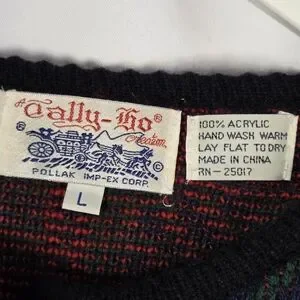 A Tally-Ho
Creation
©
POLLAK IMP-EX CORP.
L
100% ACRYLIC
HAND WASH WARM
LAY FLAT TO DRY
MADE IN CHINA
RN-25017